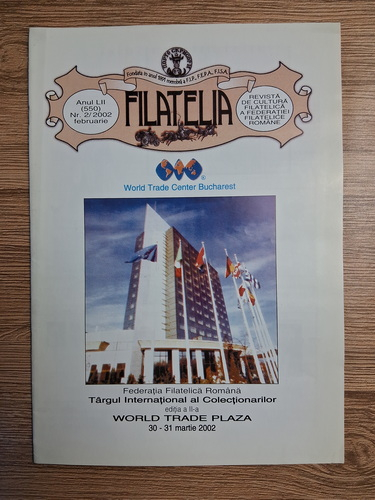 Fondată în anul 1891 membră a F.I.P., F.E.P.A., F.I.S.A.
Anul LII
(550)
Nr. 2/2002
februarie
FILATELIA
REVISTĂ
DE CULTURĂ
FILATELICĂ
A FEDERAȚIEI
FILATELICE
ROMÂNE
World Trade Center Bucharest
Federația Filatelică Română
Târgul Internațional al Colecționarilor
ediția a II-a
WORLD TRADE PLAZA
30 - 31 martie 2002